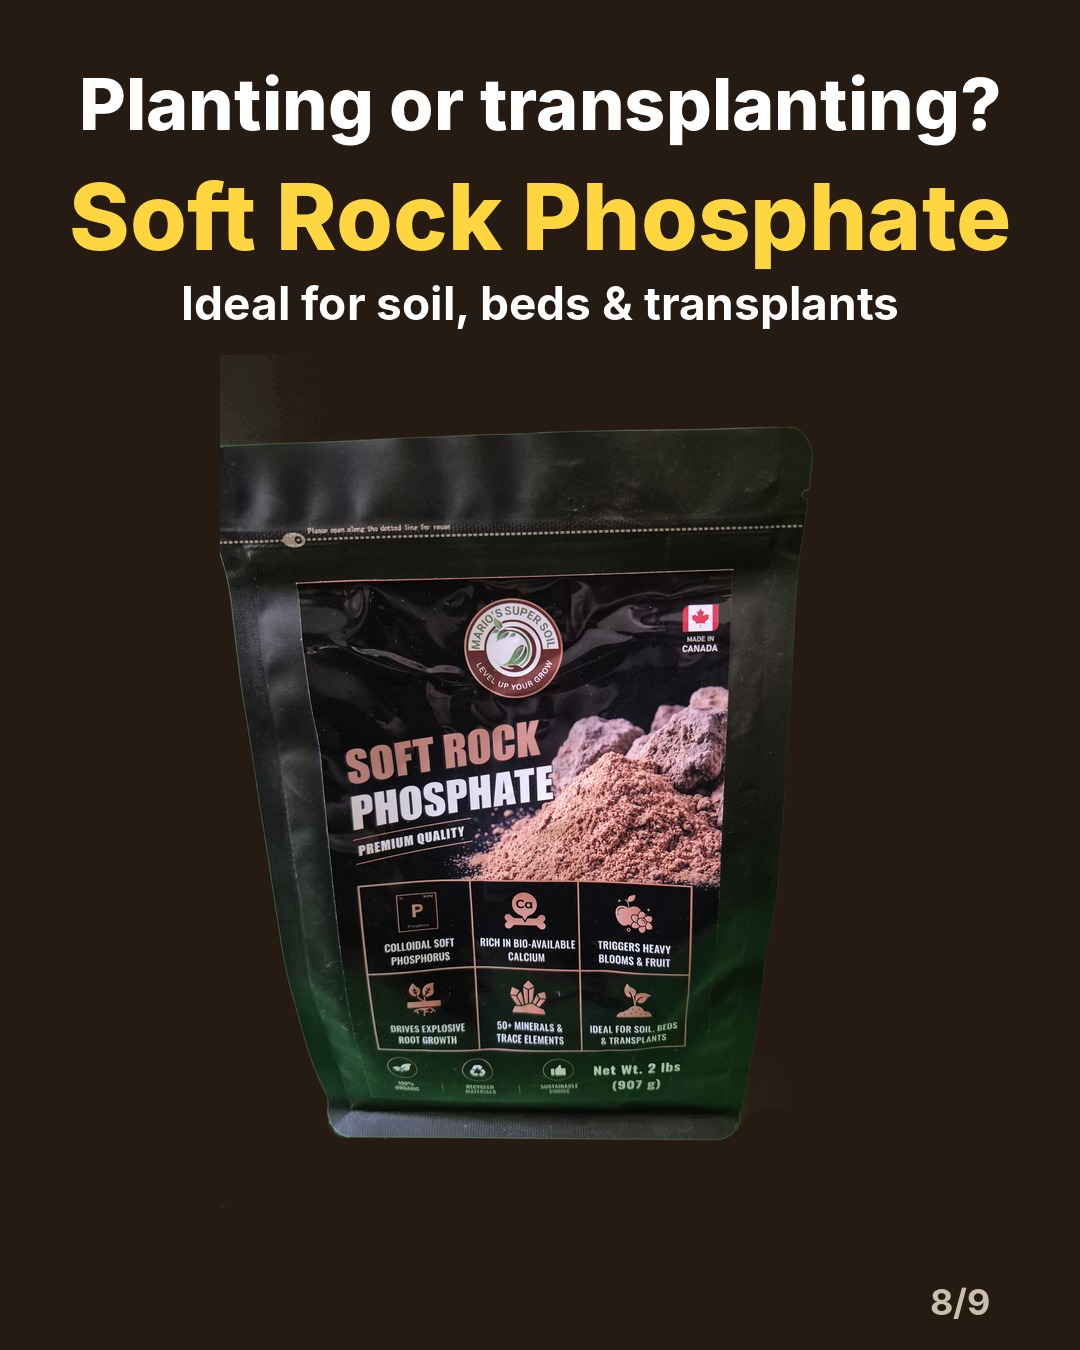 Planting or transplanting?
Soft Rock Phosphate
Ideal for soil, beds & transplants
Please open along the dotted line for reuse
MARIO'S SUPER SOIL
LEVEL UP YOUR GROW
MADE IN
CANADA
SOFT ROCK
PHOSPHATE
PREMIUM QUALITY
P
COLLOIDAL SOFT
PHOSPHORUS
Ca
RICH IN BIO-AVAILABLE
CALCIUM
TRIGGERS HEAVY
BLOOMS & FRUIT
DRIVES EXPLOSIVE
ROOT GROWTH
50+ MINERALS &
TRACE ELEMENTS
IDEAL FOR SOIL, BEDS
& TRANSPLANTS
100%
ORGANIC
RECYCLED
MATERIALS
SUSTAINABLE
CHOICE
Net Wt. 2 lbs
(907 g)
8/9